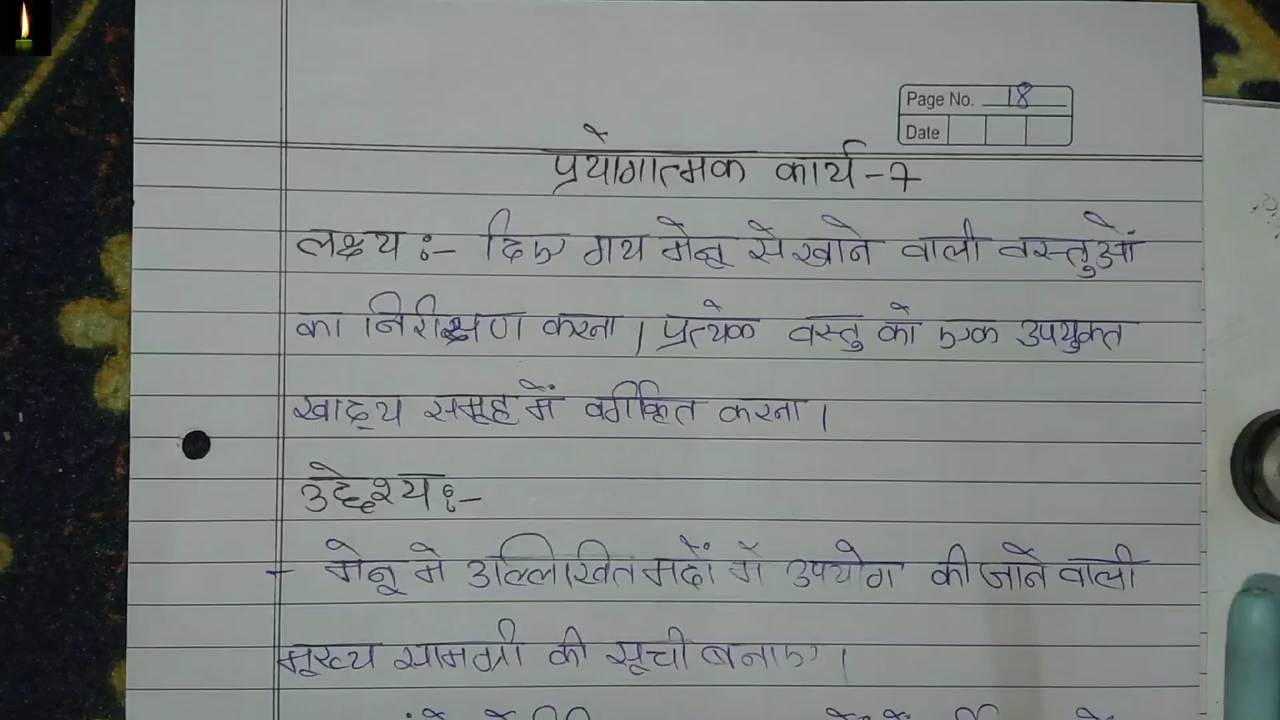 Page No. 18
Date
प्रयोगात्मक कार्य-7
लक्ष्य :- दिए गये मेनू से खाने वाली वस्तुओं
का निरीक्षण करना। प्रत्येक वस्तु को एक उपयुक्त
खाद्य समूह में वर्गीकृत करना।
उद्देश्य :-
मेनू मे उल्लिखित मदों में उपयोग की जाने वाली
मुख्य सामग्री की सूची बनाए।